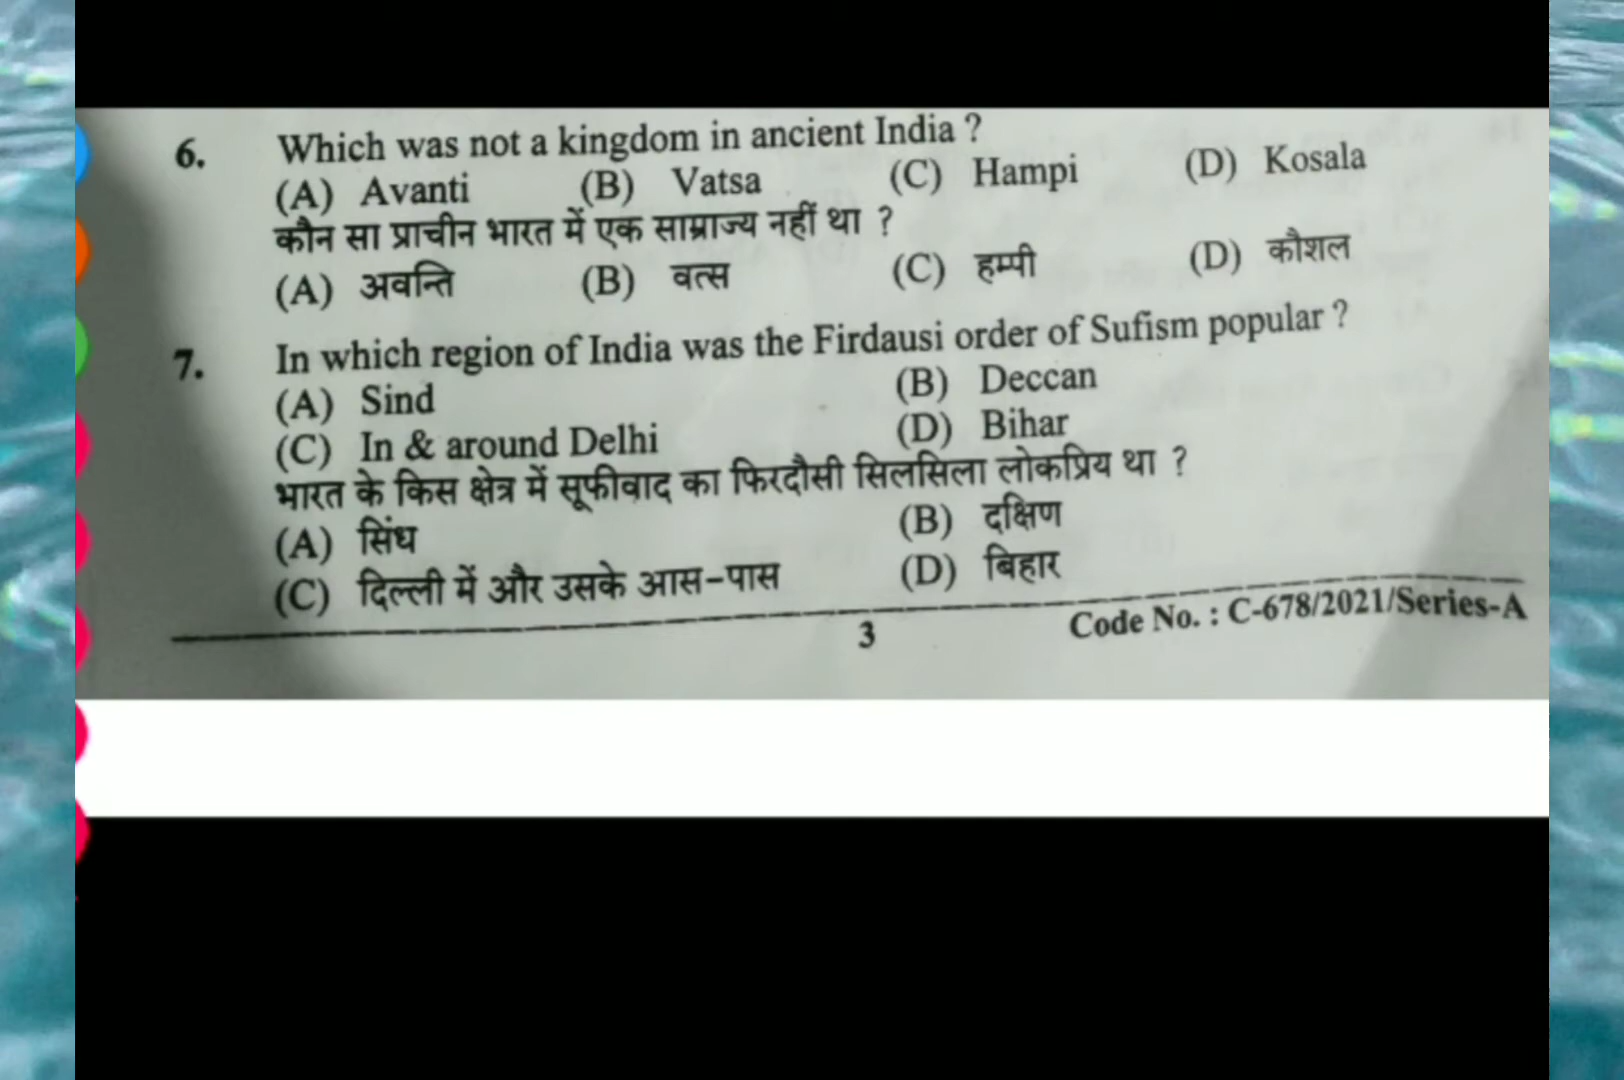 6. Which was not a kingdom in ancient India ?
(A) Avanti (B) Vatsa (C) Hampi (D) Kosala
कौन सा प्राचीन भारत में एक साम्राज्य नहीं था ?
(A) अवन्ति (B) वत्स (C) हम्पी (D) कौशल
7. In which region of India was the Firdausi order of Sufism popular ?
(A) Sind (B) Deccan
(C) In & around Delhi (D) Bihar
भारत के किस क्षेत्र में सूफीवाद का फिरदौसी सिलसिला लोकप्रिय था ?
(A) सिंध (B) दक्षिण
(C) दिल्ली में और उसके आस-पास (D) बिहार
3 Code No. : C-678/2021/Series-A